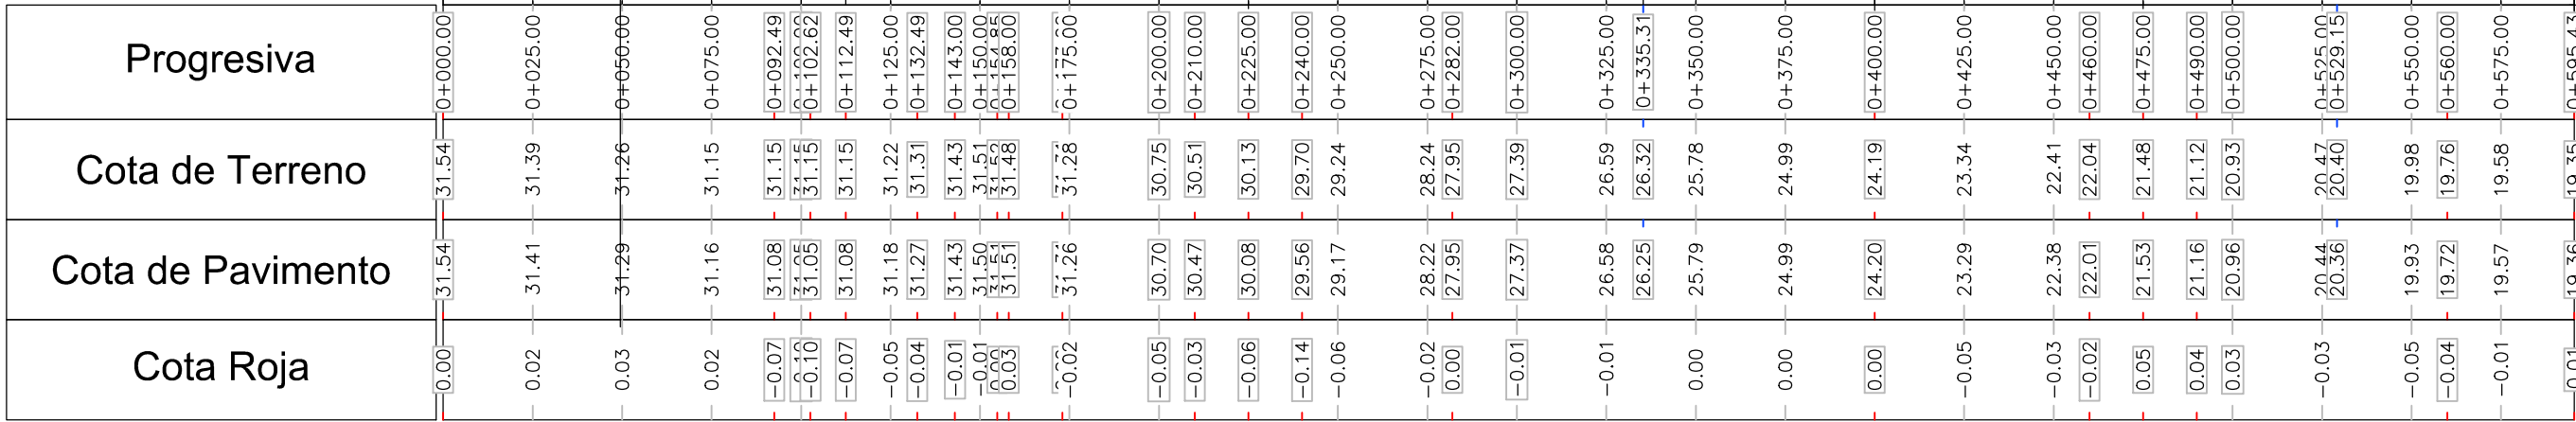 Progresiva 0+000.00 0+025.00 0+050.00 0+075.00 0+092.49 0+102.62 0+112.49 0+125.00 0+132.49 0+143.00 0+150.00 0+158.00 0+175.00 0+200.00 0+210.00 0+225.00 0+240.00 0+250.00 0+275.00 0+282.00 0+300.00 0+325.00 0+335.31 0+350.00 0+375.00 0+400.00 0+425.00 0+450.00 0+460.00 0+475.00 0+490.00 0+500.00 0+525.00 0+529.15 0+550.00 0+560.00 0+575.00
Cota de Terreno 31.54 31.39 31.26 31.15 31.15 31.15 31.15 31.22 31.31 31.43 31.51 31.48 31.28 30.75 30.51 30.13 29.70 29.24 28.24 27.95 27.39 26.59 26.32 25.78 24.99 24.19 23.34 22.41 22.04 21.48 21.12 20.93 20.47 20.40 19.98 19.76 19.58
Cota de Pavimento 31.54 31.41 31.29 31.16 31.08 31.05 31.08 31.18 31.27 31.43 31.50 31.51 31.26 30.70 30.47 30.08 29.56 29.17 28.22 27.95 27.37 26.58 26.25 25.79 24.99 24.20 23.29 22.38 22.01 21.53 21.16 20.96 20.44 20.36 19.93 19.72 19.57
Cota Roja 0.00 0.02 0.03 0.02 −0.07 −0.10 −0.07 −0.05 −0.04 −0.01 −0.01 0.03 −0.02 −0.05 −0.03 −0.06 −0.14 −0.06 −0.02 0.00 −0.01 −0.01 0.00 0.00 0.00 −0.05 −0.03 −0.02 0.05 0.04 0.03 −0.03 −0.05 −0.04 −0.01